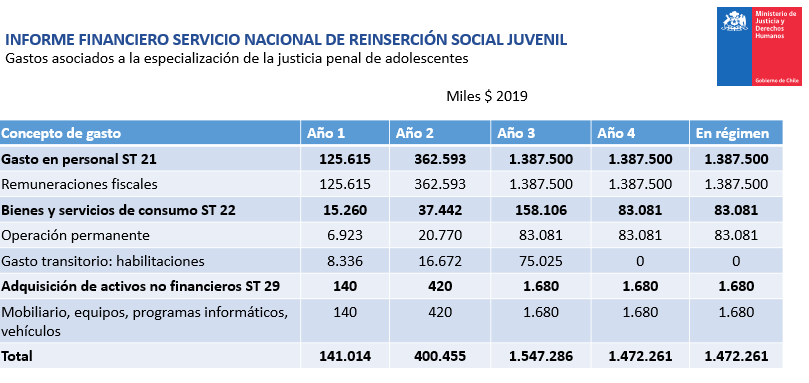 INFORME FINANCIERO SERVICIO NACIONAL DE REINSERCIÓN SOCIAL JUVENIL
Gastos asociados a la especialización de la justicia penal de adolescentes
Ministerio de
Justicia y
Derechos
Humanos
Gobierno de Chile
Miles $ 2019
Concepto de gasto Año 1 Año 2 Año 3 Año 4 En régimen
Gasto en personal ST 21 125.615 362.593 1.387.500 1.387.500 1.387.500
Remuneraciones fiscales 125.615 362.593 1.387.500 1.387.500 1.387.500
Bienes y servicios de consumo ST 22 15.260 37.442 158.106 83.081 83.081
Operación permanente 6.923 20.770 83.081 83.081 83.081
Gasto transitorio: habilitaciones 8.336 16.672 75.025 0 0
Adquisición de activos no financieros ST 29 140 420 1.680 1.680 1.680
Mobiliario, equipos, programas informáticos, 140 420 1.680 1.680 1.680
vehículos
Total 141.014 400.455 1.547.286 1.472.261 1.472.261